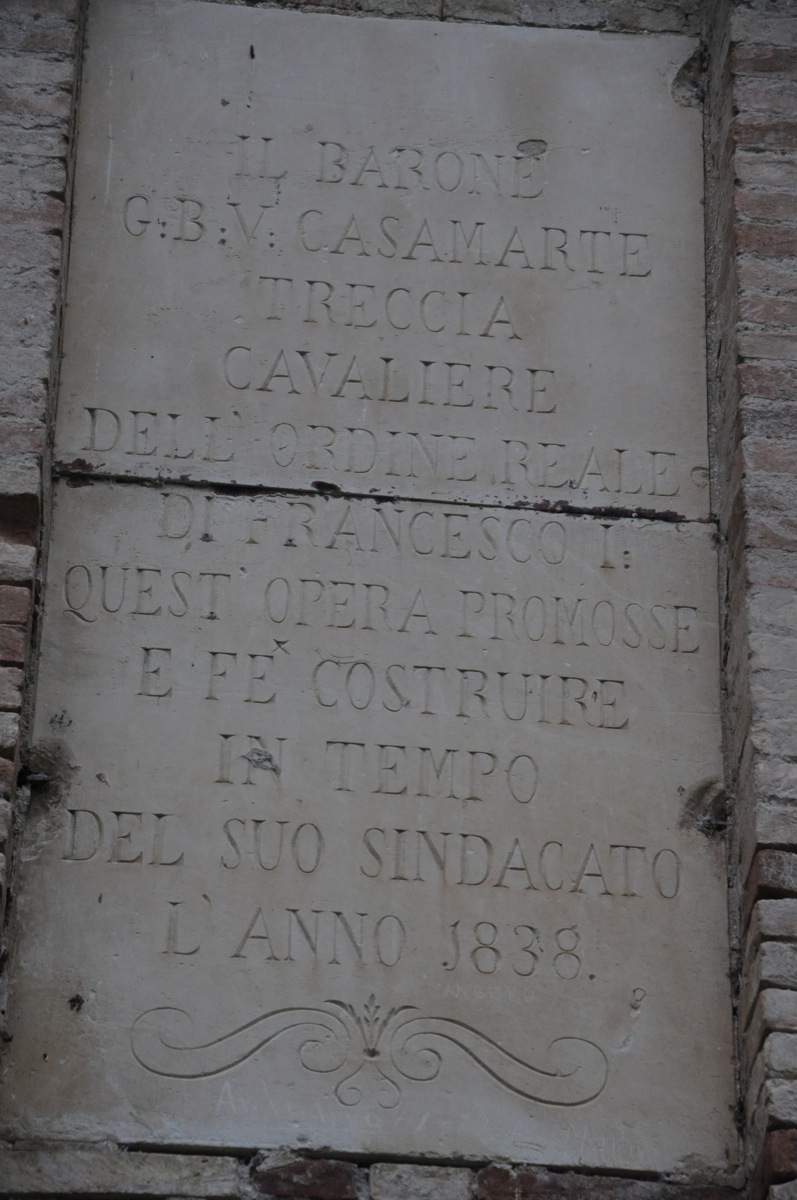 IL BARONE
G.B.V. CASAMARTE
TRECCIA
CAVALIERE
DELL' ORDINE REALE
DI FRANCESCO I:
QUEST' OPERA PROMOSSE
E FE' COSTRUIRE
IN TEMPO
DEL SUO SINDACATO
L' ANNO 1838.